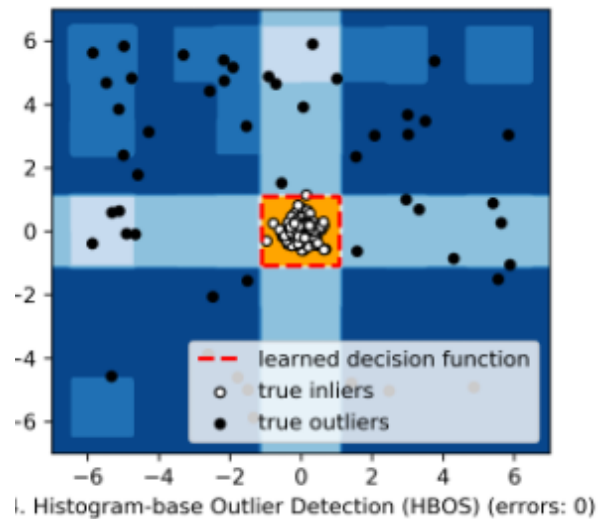 6
4
2
0
−2
−4
−6
learned decision function
true inliers
true outliers
−6 −4 −2 0 2 4 6
. Histogram-base Outlier Detection (HBOS) (errors: 0)